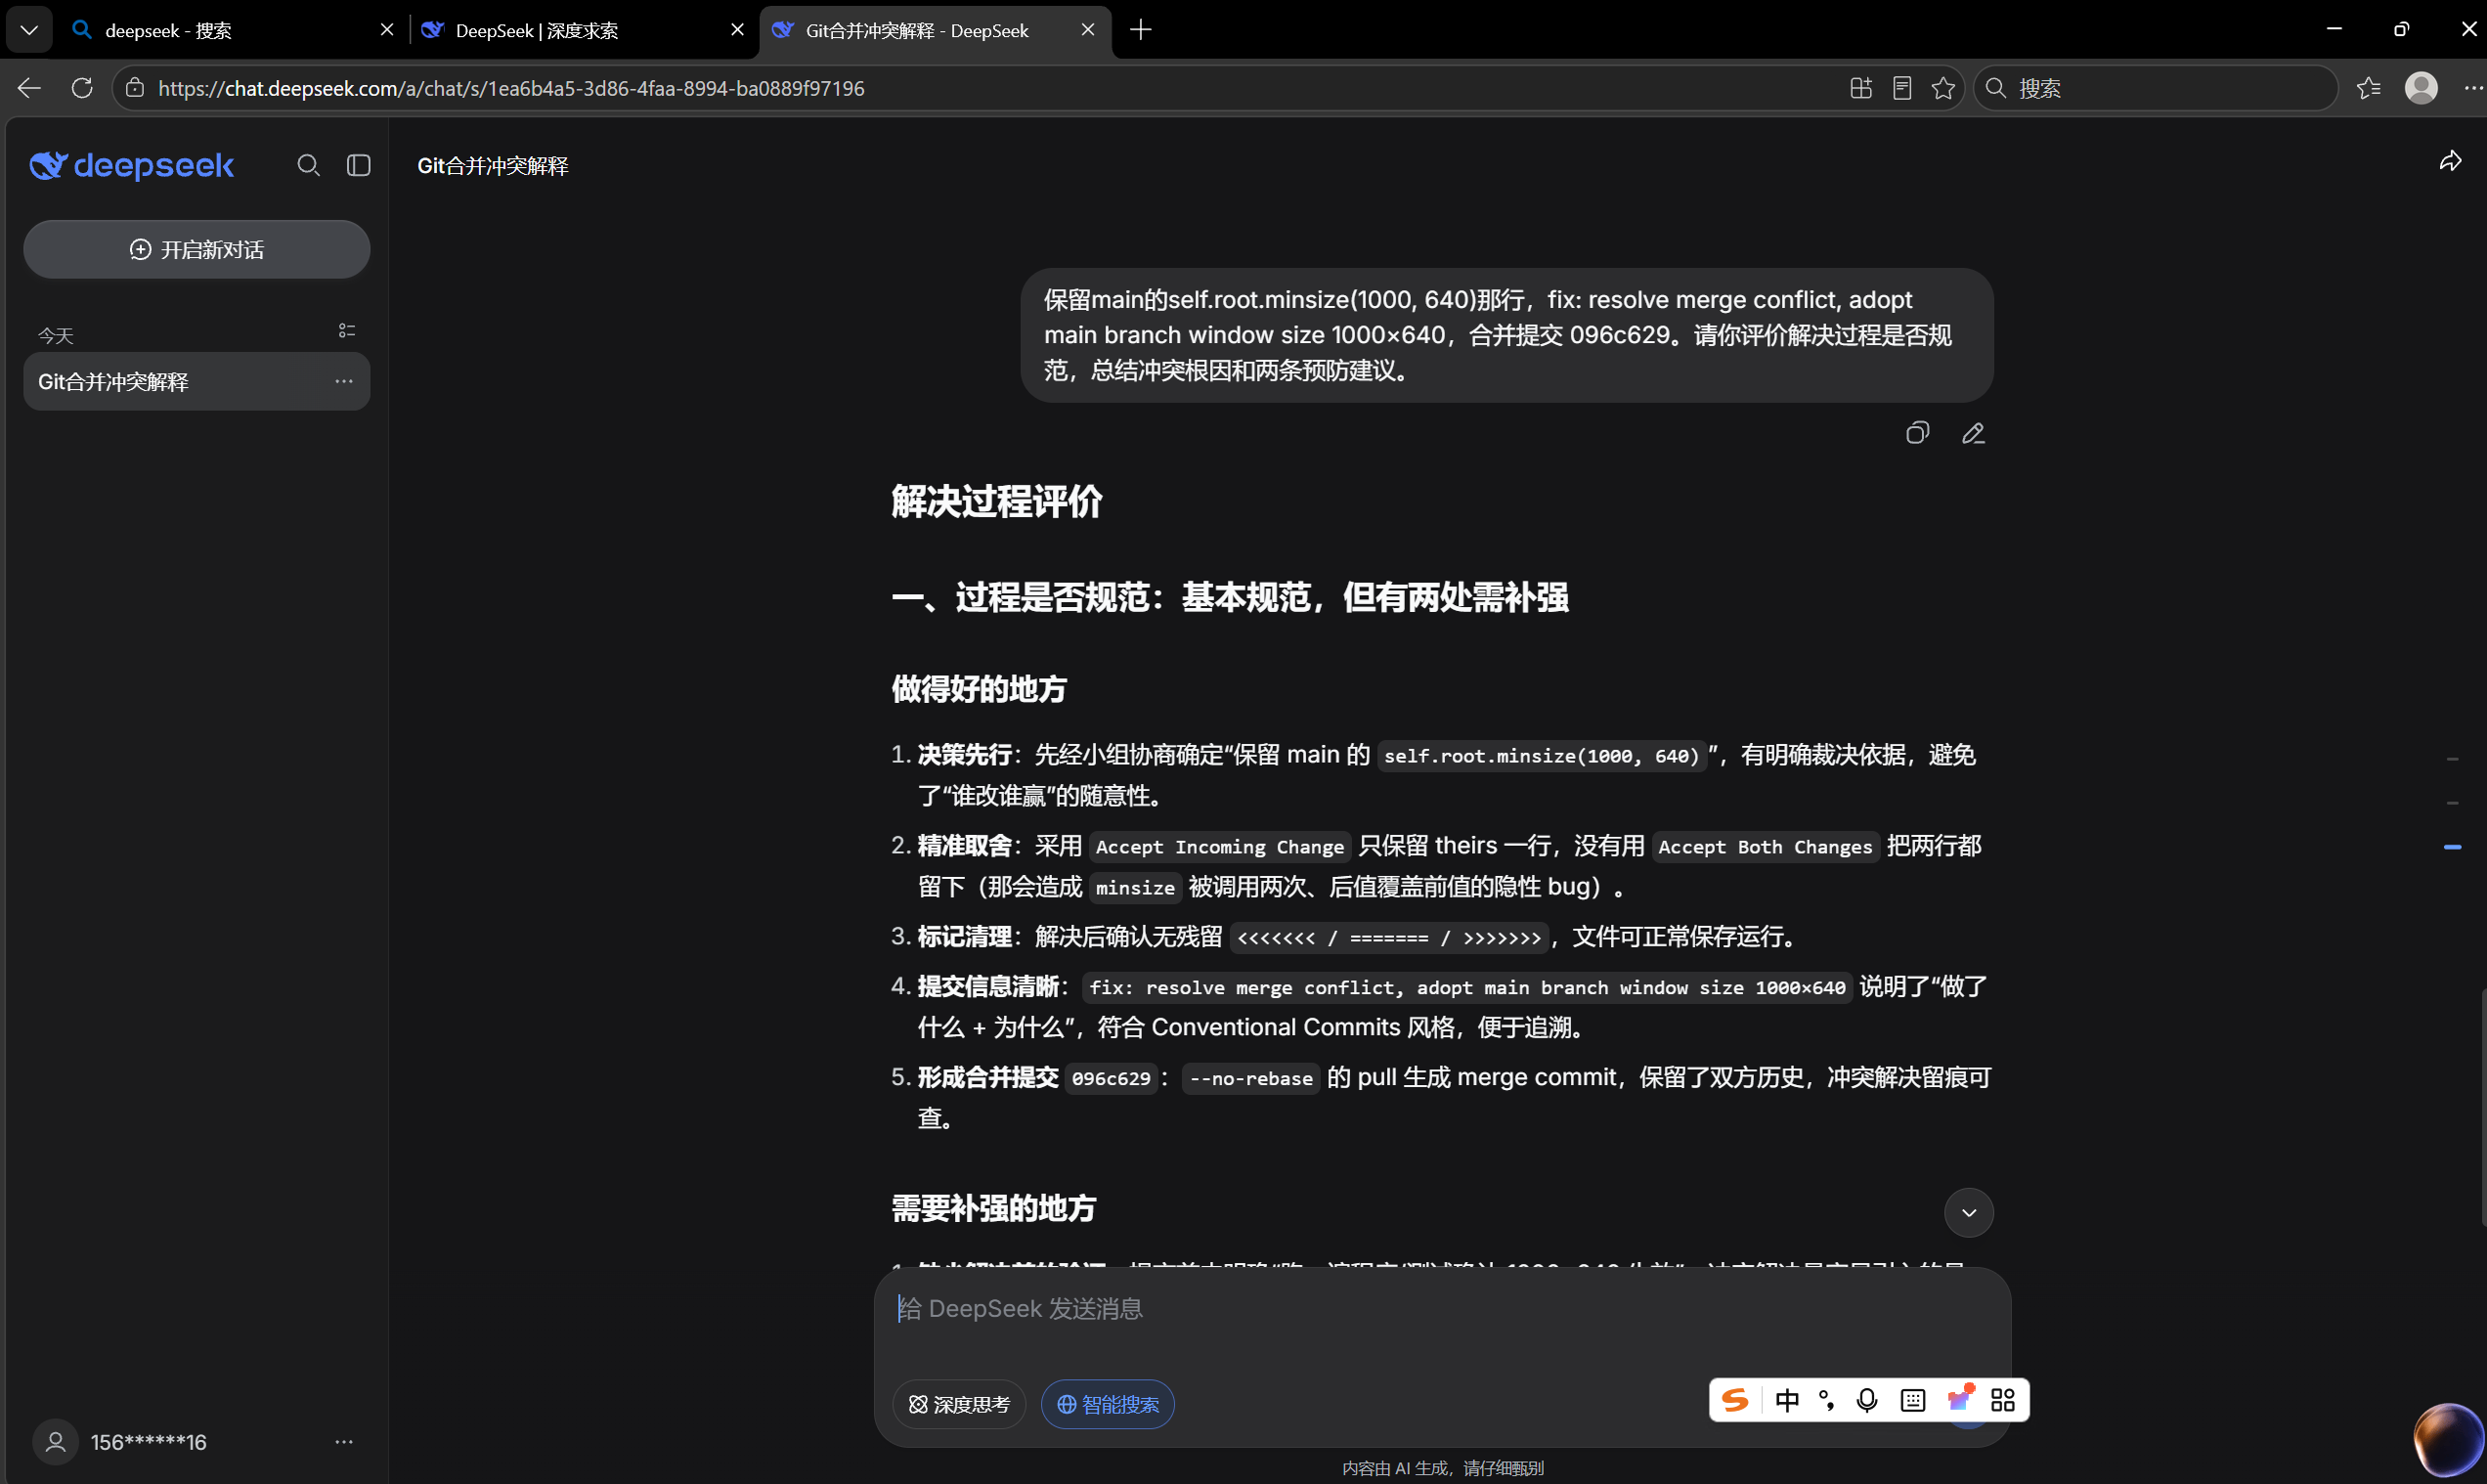 deepseek - 搜索
DeepSeek | 深度求索
Git合并冲突解释 - DeepSeek
https://chat.deepseek.com/a/chat/s/1ea6b4a5-3d86-4faa-8994-ba0889f97196
搜索
deepseek
Git合并冲突解释
开启新对话
今天
Git合并冲突解释
保留main的self.root.minsize(1000, 640)那行，fix: resolve merge conflict, adopt
main branch window size 1000×640，合并提交 096c629。请你评价解决过程是否规
范，总结冲突根因和两条预防建议。
解决过程评价
一、过程是否规范：基本规范，但有两处需补强
做得好的地方
1. 决策先行：先经小组协商确定“保留 main 的 self.root.minsize(1000, 640)”，有明确裁决依据，避免
了“谁改谁赢”的随意性。
2. 精准取舍：采用 Accept Incoming Change 只保留 theirs 一行，没有用 Accept Both Changes 把两行都
留下（那会造成 minsize 被调用两次、后值覆盖前值的隐性 bug）。
3. 标记清理：解决后确认无残留 <<<<<<< / ======= / >>>>>>>，文件可正常保存运行。
4. 提交信息清晰：fix: resolve merge conflict, adopt main branch window size 1000×640 说明了“做了
什么 + 为什么”，符合 Conventional Commits 风格，便于追溯。
5. 形成合并提交 096c629：--no-rebase 的 pull 生成 merge commit，保留了双方历史，冲突解决留痕可
查。
需要补强的地方
给 DeepSeek 发送消息
深度思考
智能搜索
中
156******16
内容由 AI 生成，请仔细甄别